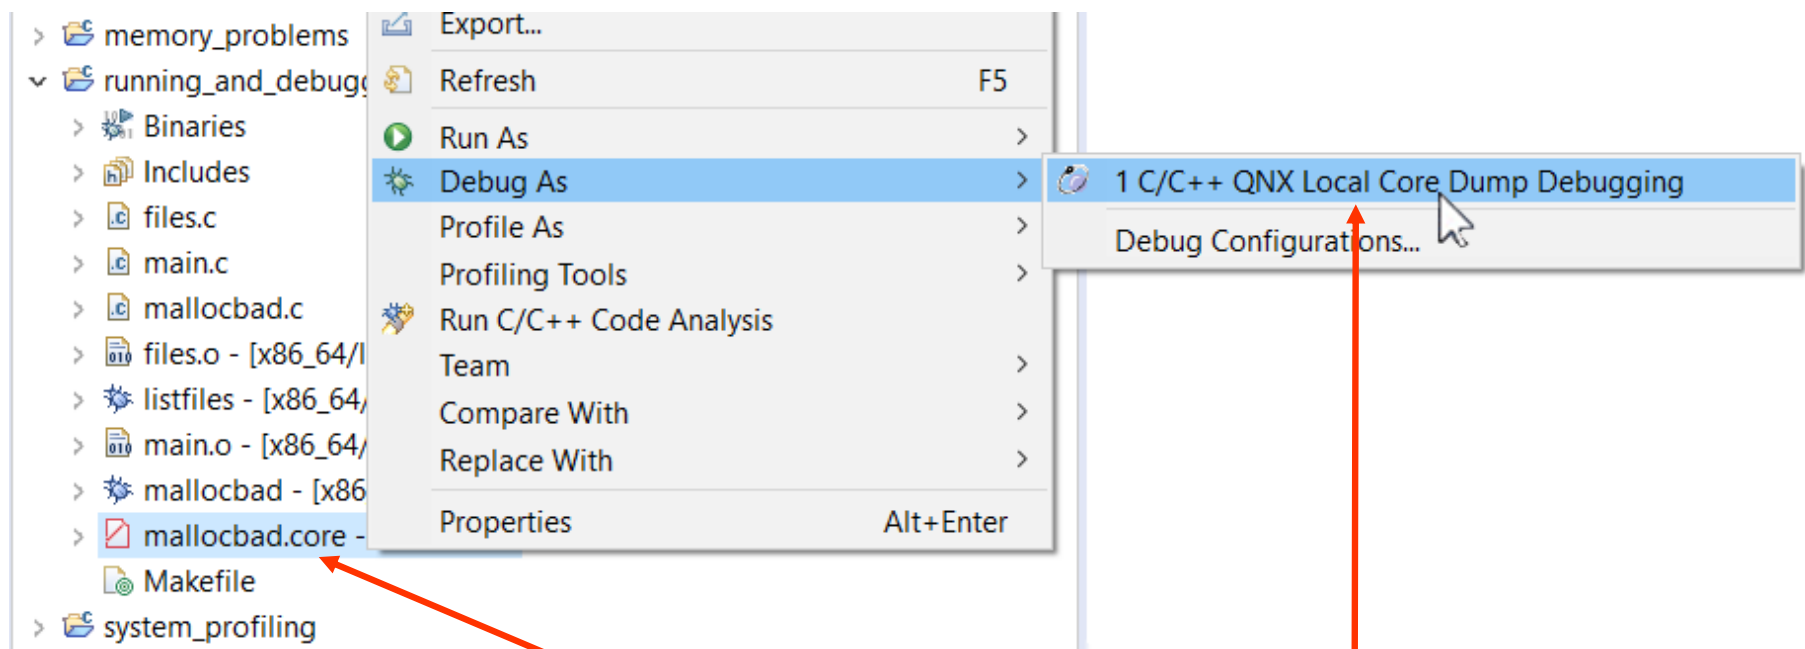 memory_problems
running_and_debugg
Binaries
Includes
files.c
main.c
mallocbad.c
files.o - [x86_64/l
listfiles - [x86_64/
main.o - [x86_64/
mallocbad - [x86
mallocbad.core -
Makefile
system_profiling
Export...
Refresh F5
Run As
Debug As
Profile As
Profiling Tools
Run C/C++ Code Analysis
Team
Compare With
Replace With
Properties Alt+Enter
1 C/C++ QNX Local Core Dump Debugging
Debug Configurations...